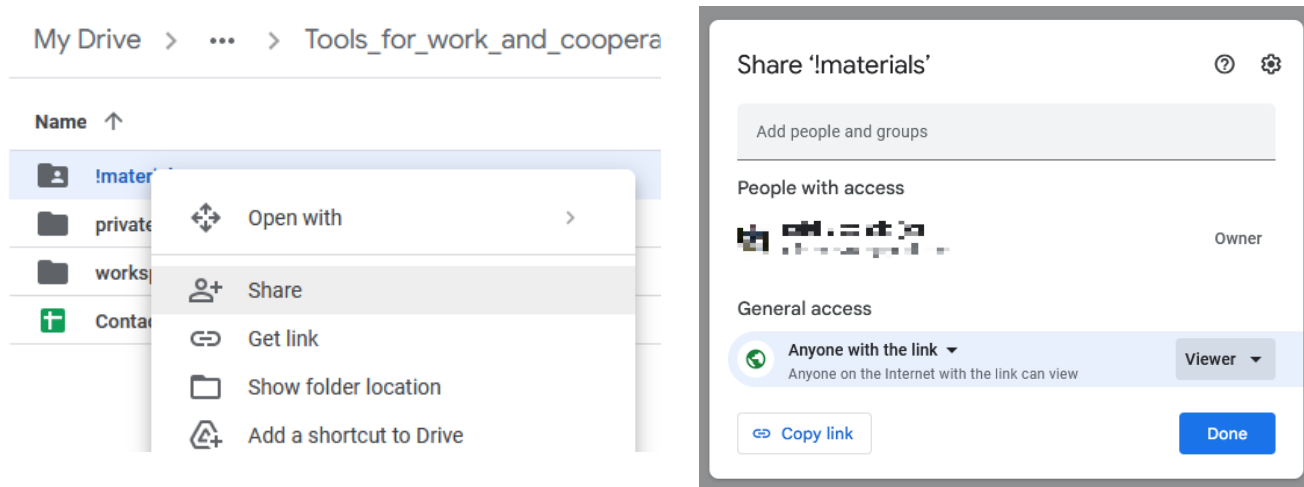 My Drive > ... > Tools_for_work_and_coopera
Name ↑
!mater
private
works
Contac
Open with >
Share
Get link
Show folder location
Add a shortcut to Drive
Share ‘!materials’
Add people and groups
People with access
Owner
General access
Anyone with the link
Anyone on the Internet with the link can view
Viewer
Copy link
Done